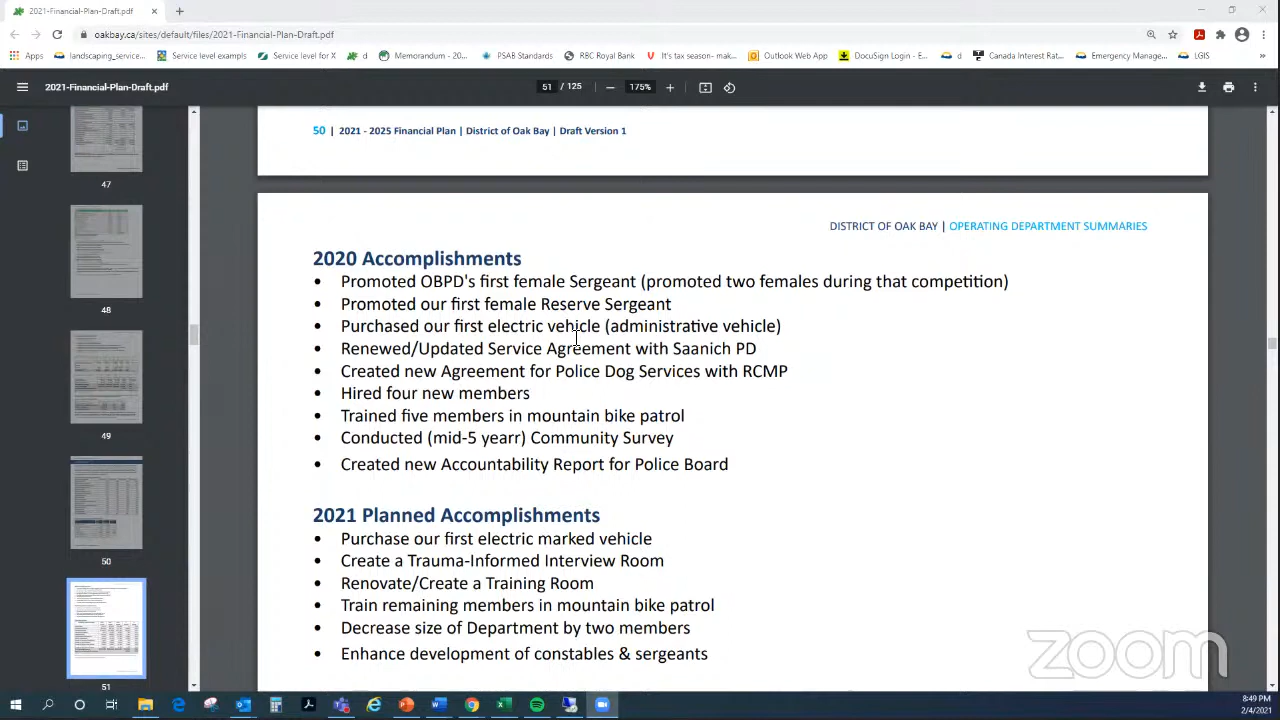 2021-Financial-Plan-Draft.pdf
oakbay.ca/sites/default/files/2021-Financial-Plan-Draft.pdf
Apps landscaping_service... Service level expamples Service level for X d Memorandum - 20... PSAB Standards RBC Royal Bank It's tax season- mak... Outlook Web App DocuSign Login - E... d Canada Interest Rat... Emergency Manage... LGIS »
2021-Financial-Plan-Draft.pdf 51 / 125 175%
50 | 2021 - 2025 Financial Plan | District of Oak Bay | Draft Version 1
47
48
49
50
51
DISTRICT OF OAK BAY | OPERATING DEPARTMENT SUMMARIES
2020 Accomplishments
• Promoted OBPD's first female Sergeant (promoted two females during that competition)
• Promoted our first female Reserve Sergeant
• Purchased our first electric vehicle (administrative vehicle)
• Renewed/Updated Service Agreement with Saanich PD
• Created new Agreement for Police Dog Services with RCMP
• Hired four new members
• Trained five members in mountain bike patrol
• Conducted (mid-5 yearr) Community Survey
• Created new Accountability Report for Police Board
2021 Planned Accomplishments
• Purchase our first electric marked vehicle
• Create a Trauma-Informed Interview Room
• Renovate/Create a Training Room
• Train remaining members in mountain bike patrol
• Decrease size of Department by two members
• Enhance development of constables & sergeants
zoom
8:49 PM
2/4/2021